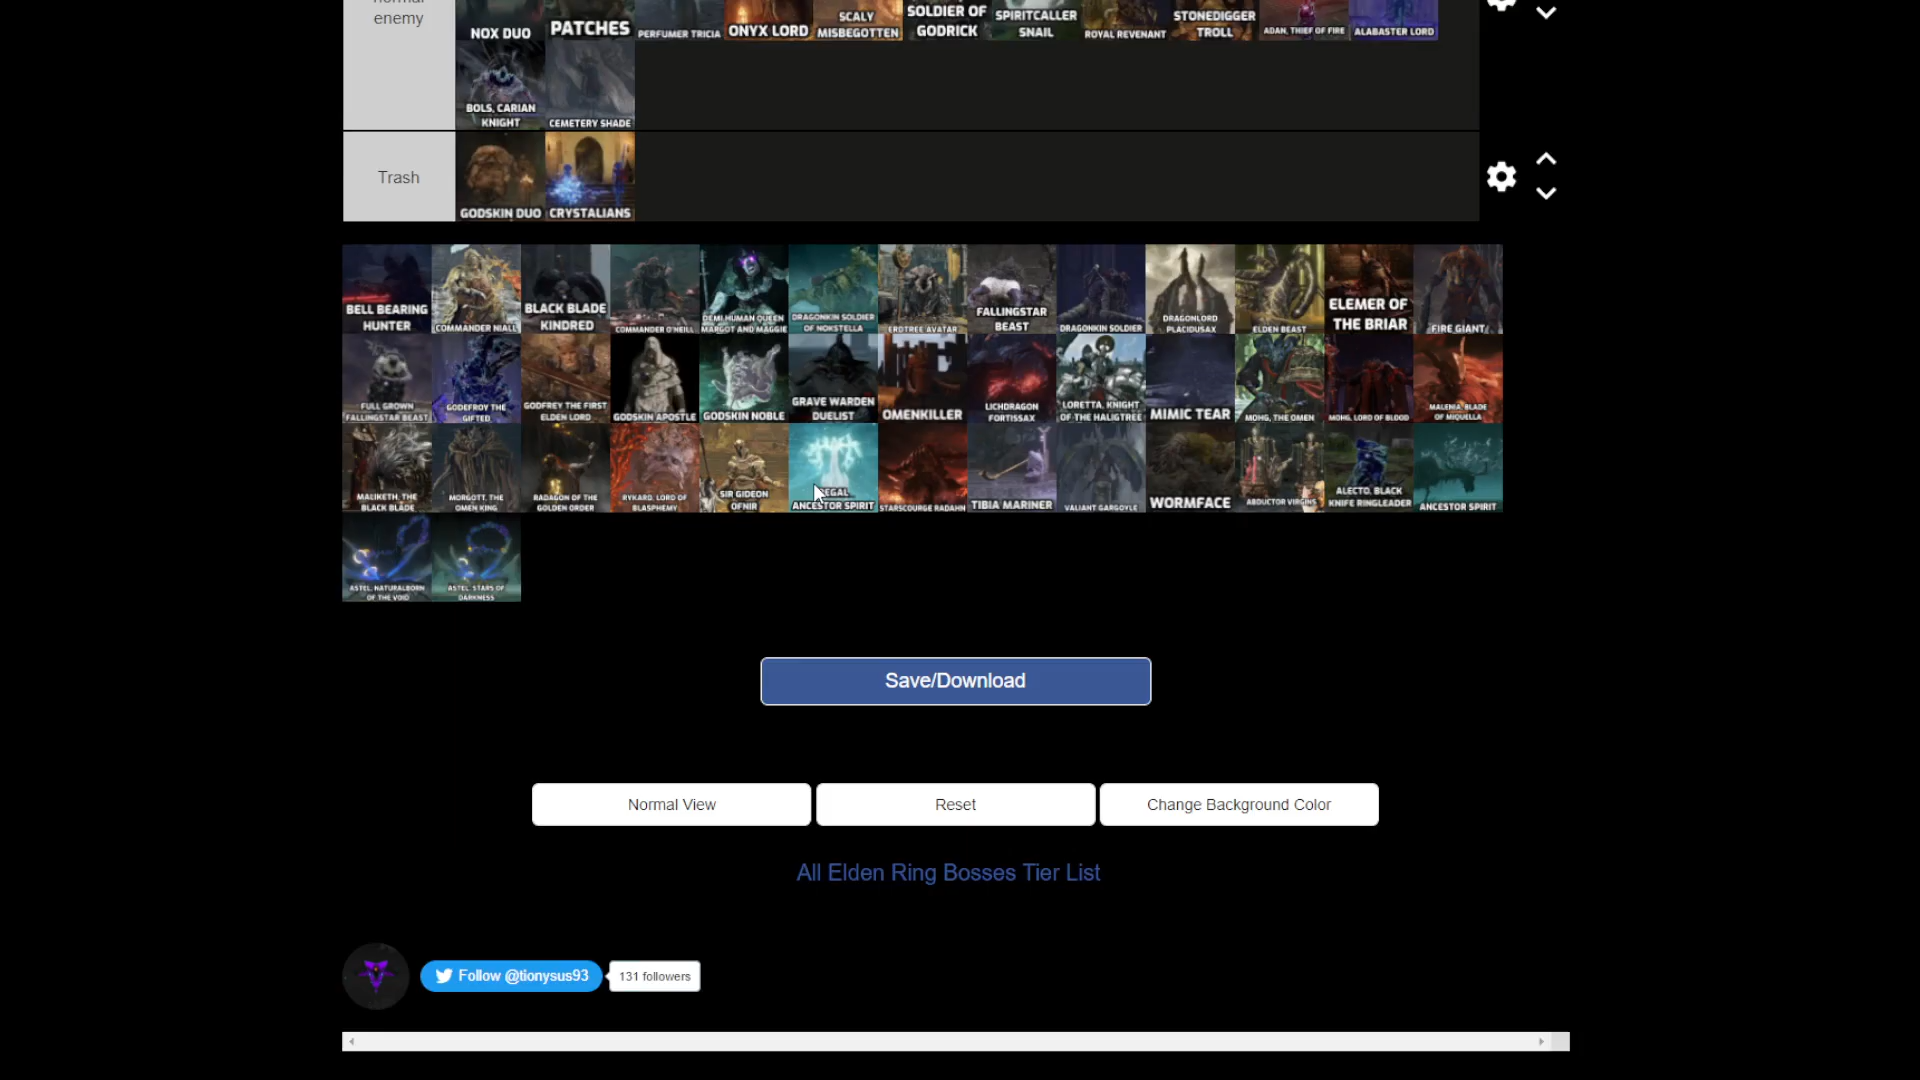 normal
enemy
NOX DUO
PATCHES
PERFUMER TRICIA
ONYX LORD
SCALY
MISBEGOTTEN
SOLDIER OF
GODRICK
SPIRITCALLER
SNAIL
ROYAL REVENANT
STONEDIGGER
TROLL
ADAN, THIEF OF FIRE
ALABASTER LORD
BOLS, CARIAN
KNIGHT
CEMETERY SHADE
Trash
GODSKIN DUO
CRYSTALIANS
BELL BEARING
HUNTER
COMMANDER NIALL
BLACK BLADE
KINDRED
COMMANDER O'NEILL
DEMI HUMAN QUEEN
MARGOT AND MAGGIE
DRAGONKIN SOLDIER
OF NOKSTELLA
ERDTREE AVATAR
FALLINGSTAR
BEAST
DRAGONKIN SOLDIER
DRAGONLORD
PLACIDUSAX
ELDEN BEAST
ELEMER OF
THE BRIAR
FIRE GIANT
FULL GROWN
FALLINGSTAR BEAST
GODEFROY THE
GIFTED
GODFREY THE FIRST
ELDEN LORD
GODSKIN APOSTLE
GODSKIN NOBLE
GRAVE WARDEN
DUELIST
OMENKILLER
LICHDRAGON
FORTISSAX
LORETTA, KNIGHT
OF THE HALIGTREE
MIMIC TEAR
MOHG, THE OMEN
MOHG, LORD OF BLOOD
MALENIA, BLADE
OF MIQUELLA
MALIKETH, THE
BLACK BLADE
MORGOTT, THE
OMEN KING
RADAGON OF THE
GOLDEN ORDER
RYKARD, LORD OF
BLASPHEMY
SIR GIDEON
OFNIR
REGAL
ANCESTOR SPIRIT
STARSCOURGE RADAHN
TIBIA MARINER
VALIANT GARGOYLE
WORMFACE
ABDUCTOR VIRGINS
ALECTO, BLACK
KNIFE RINGLEADER
ANCESTOR SPIRIT
ASTEL, NATURALBORN
OF THE VOID
ASTEL, STARS OF
DARKNESS
Save/Download
Normal View
Reset
Change Background Color
All Elden Ring Bosses Tier List
Follow @tionysus93
131 followers